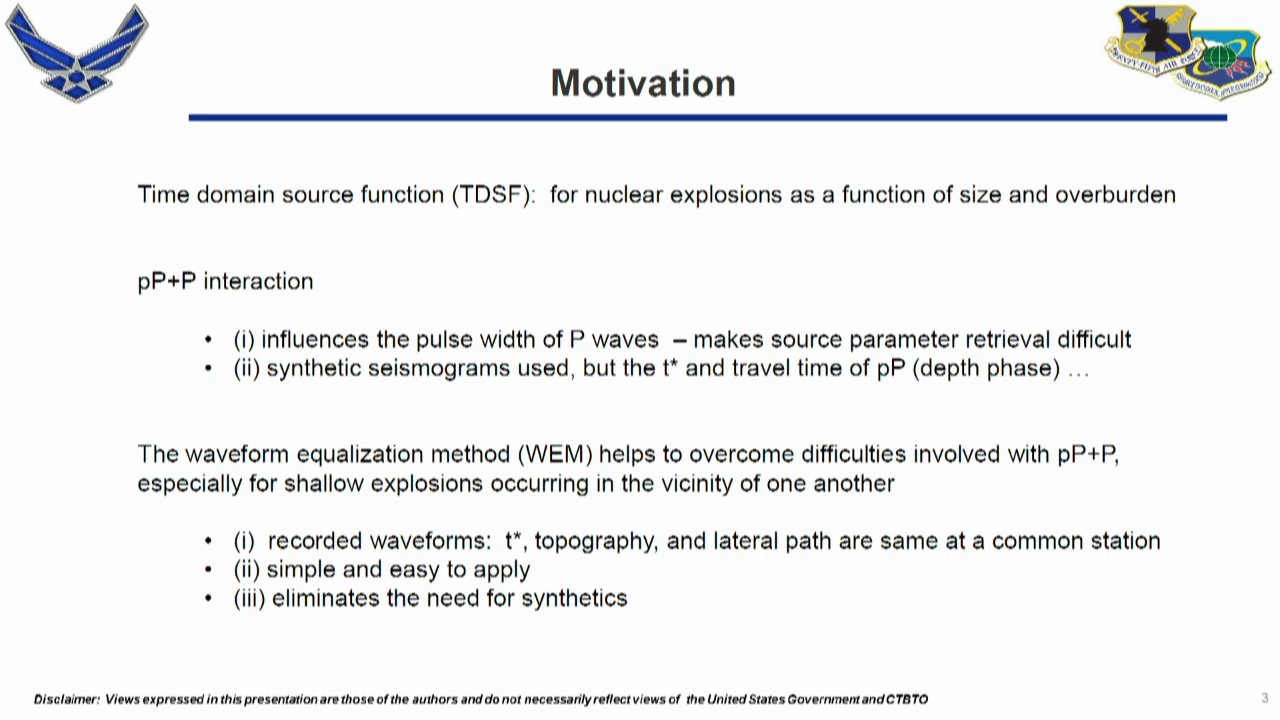 Motivation
Time domain source function (TDSF):  for nuclear explosions as a function of size and overburden
pP+P interaction
• (i) influences the pulse width of P waves  – makes source parameter retrieval difficult
• (ii) synthetic seismograms used, but the t* and travel time of pP (depth phase) …
The waveform equalization method (WEM) helps to overcome difficulties involved with pP+P,
especially for shallow explosions occurring in the vicinity of one another
• (i)  recorded waveforms:  t*, topography, and lateral path are same at a common station
• (ii) simple and easy to apply
• (iii) eliminates the need for synthetics
Disclaimer:  Views expressed in this presentation are those of the authors and do not necessarily reflect views of  the United States Government and CTBTO
3